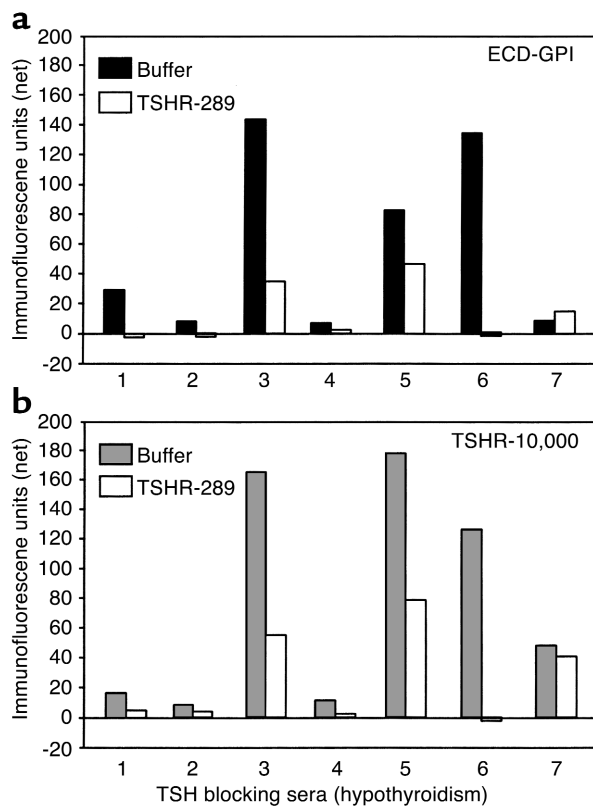 a
ECD-GPI
Buffer
TSHR-289
Immunofluorescene units (net)
200
180
160
140
120
100
80
60
40
20
0
-20
1 2 3 4 5 6 7
b
TSHR-10,000
Buffer
TSHR-289
Immunofluorescene units (net)
200
180
160
140
120
100
80
60
40
20
0
-20
1 2 3 4 5 6 7
TSH blocking sera (hypothyroidism)